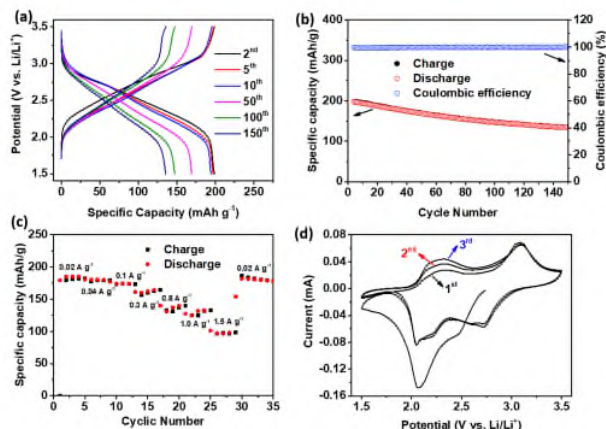 (a)
Potential (V vs. Li/Li⁺)
3.5
3.0
2.5
2.0
1.5
2ⁿᵈ
5ᵗʰ
10ᵗʰ
50ᵗʰ
100ᵗʰ
150ᵗʰ
0 50 100 150 200 250
Specific Capacity (mAh g⁻¹)
(b)
Specific capacity (mAh/g)
400
300
200
100
0
Charge
Discharge
Coulombic efficiency
120
100
80
60
40
20
0
Coulombic efficiency (%)
0 20 40 60 80 100 120 140
Cycle Number
(c)
Specific capacity (mAh/g)
250
200
150
100
50
0
Charge
Discharge
0.02 A g⁻¹
0.04 A g⁻¹
0.1 A g⁻¹
0.3 A g⁻¹
0.8 A g⁻¹
1.0 A g⁻¹
1.5 A g⁻¹
0.02 A g⁻¹
0 5 10 15 20 25 30 35
Cyclic Number
(d)
Current (mA)
0.08
0.04
0.00
-0.04
-0.08
-0.12
-0.16
2ⁿᵈ
3ʳᵈ
1ˢᵗ
1.5 2.0 2.5 3.0 3.5
Potential (V vs. Li/Li⁺)